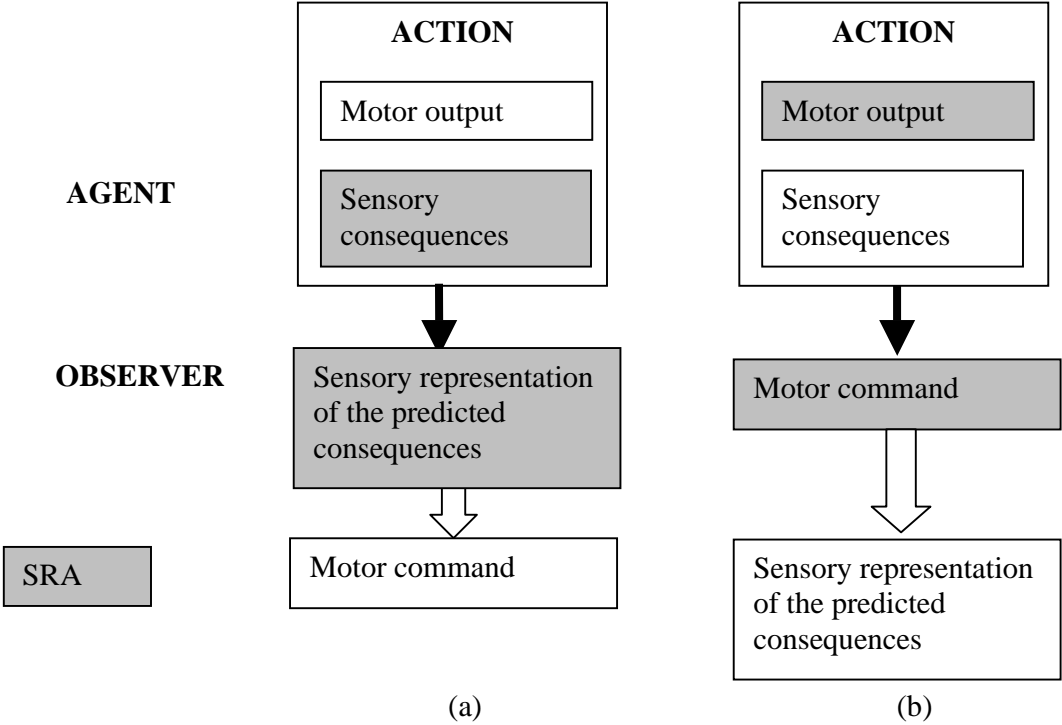 ACTION
Motor output
AGENT
Sensory
consequences
OBSERVER
Sensory representation
of the predicted
consequences
SRA
Motor command
(a)
ACTION
Motor output
Sensory
consequences
Motor command
Sensory representation
of the predicted
consequences
(b)